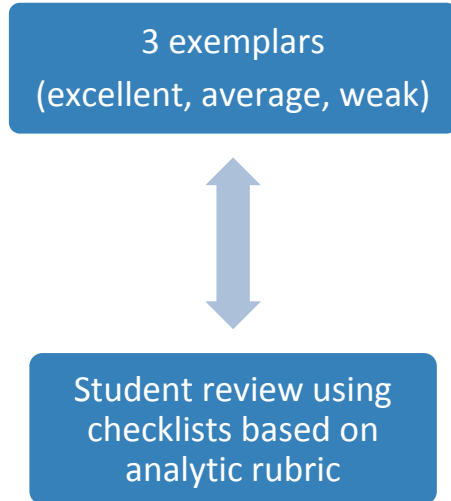 3 exemplars
(excellent, average, weak)
Student review using
checklists based on
analytic rubric